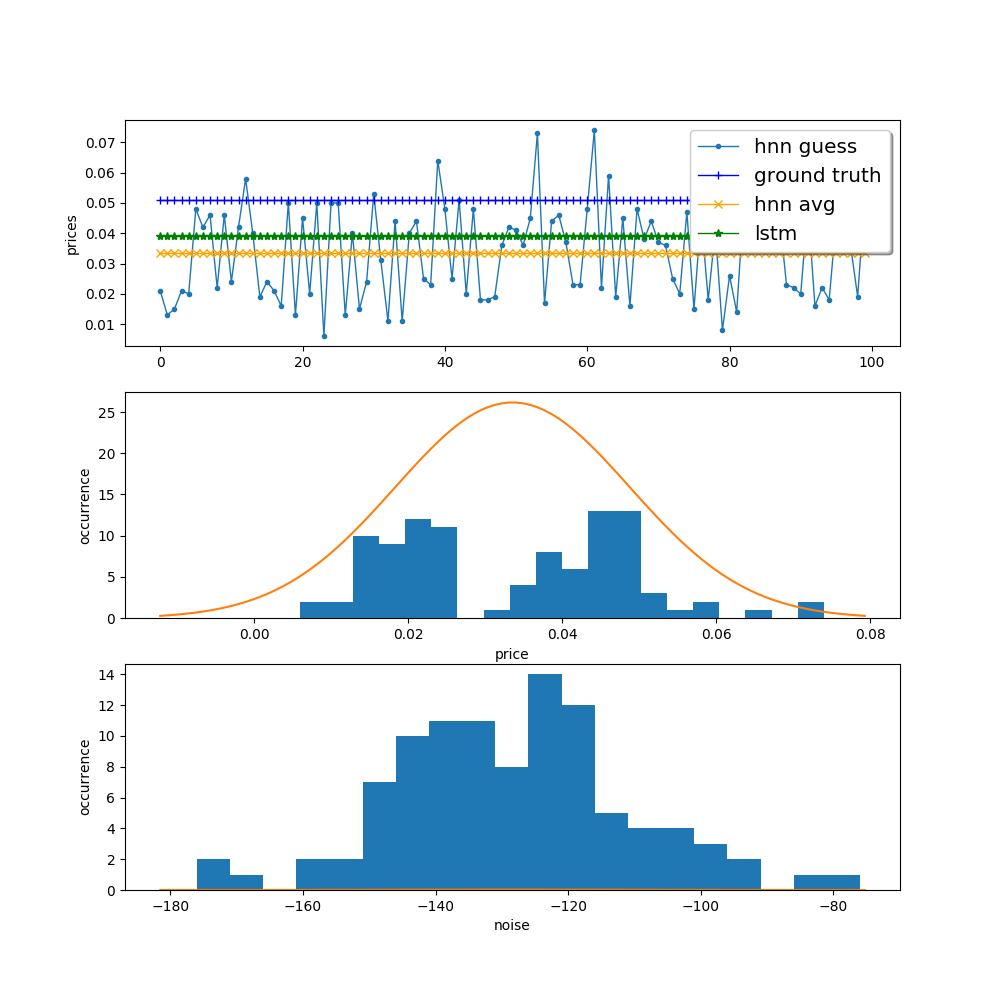 0.07
0.06
0.05
0.04
0.03
0.02
0.01
prices
hnn guess
ground truth
hnn avg
lstm
0 20 40 60 80 100
25
20
15
10
5
0
occurrence
0.00 0.02 0.04 0.06 0.08
price
14
12
10
8
6
4
2
0
occurrence
−180 −160 −140 −120 −100 −80
noise